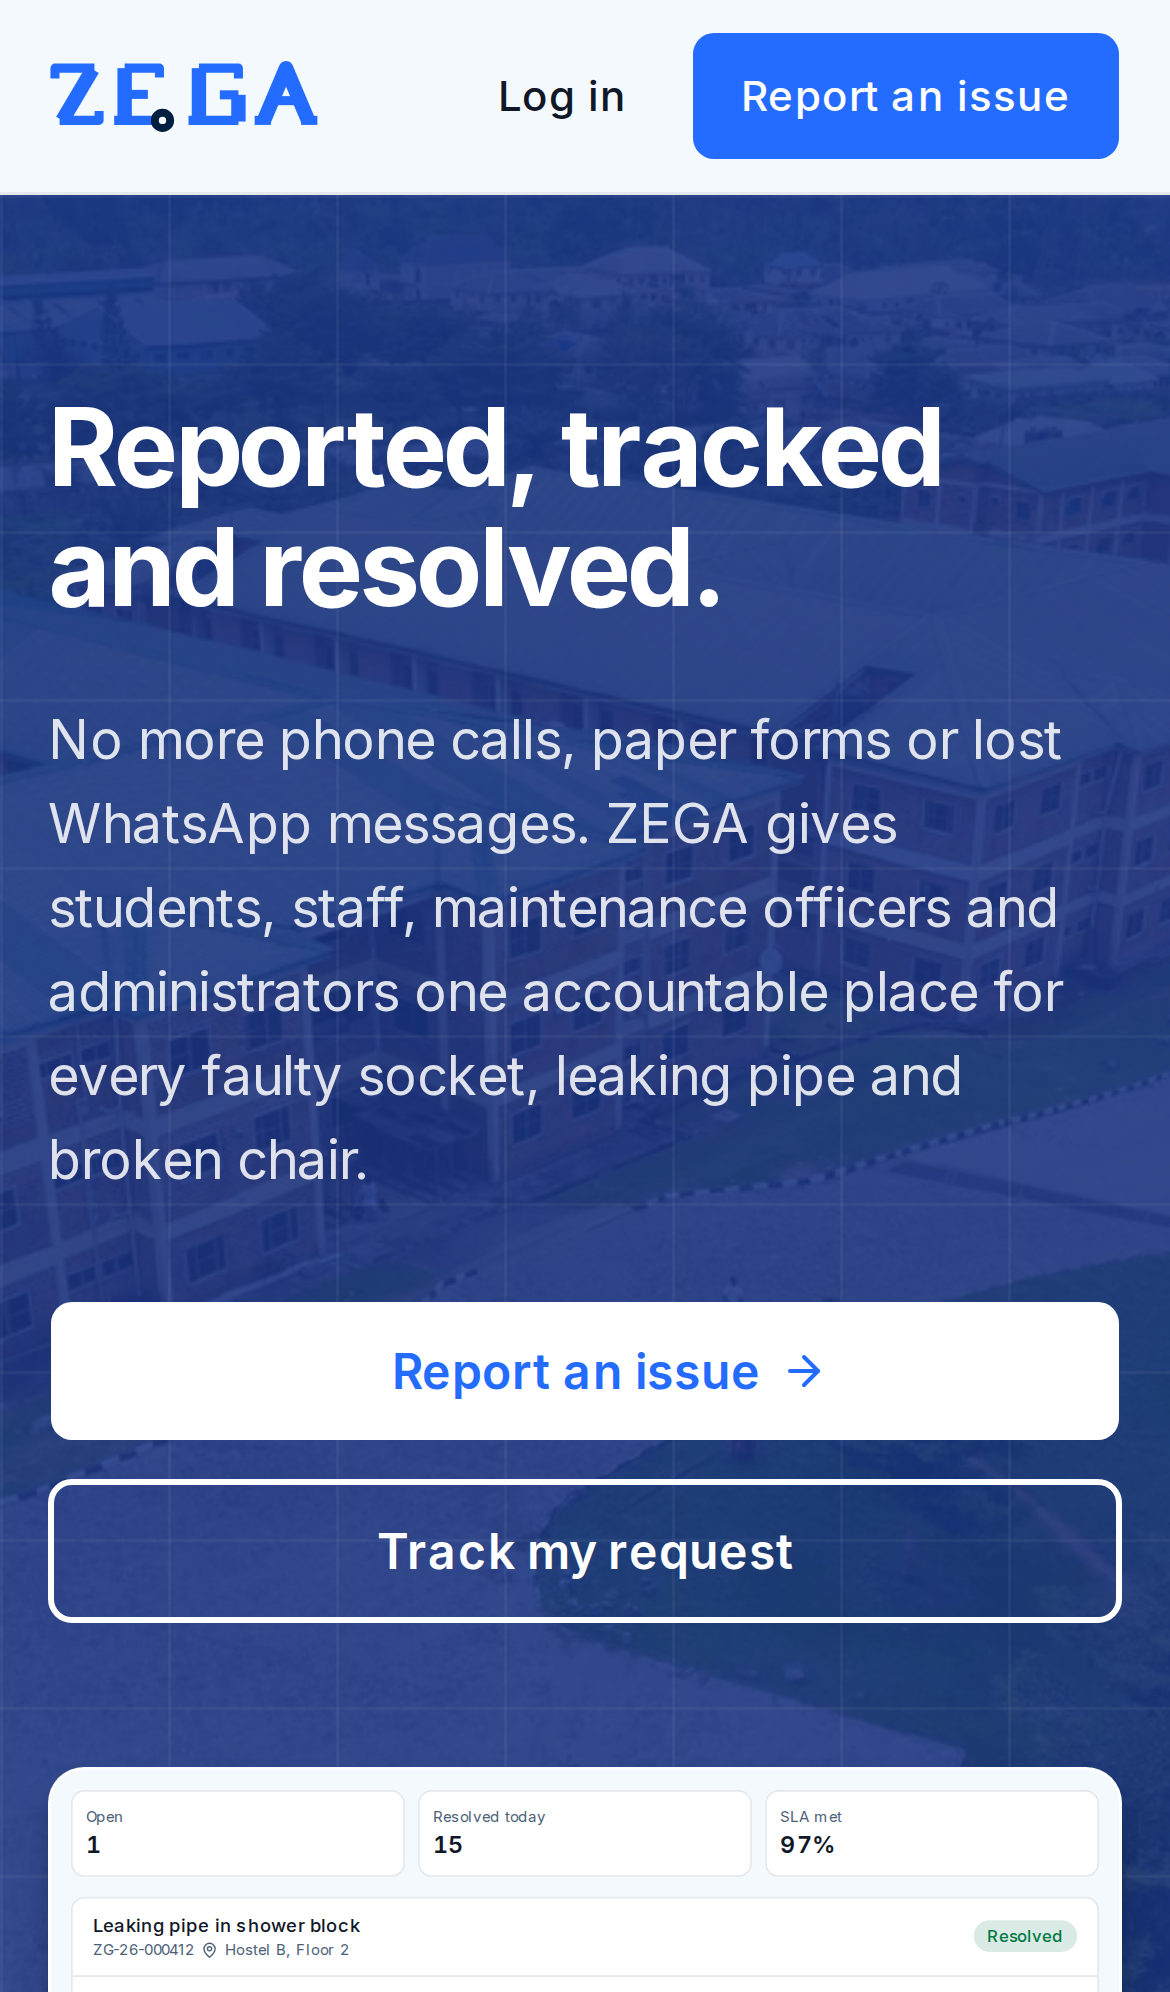 ZEGA
Log in
Report an issue
Reported, tracked
and resolved.
No more phone calls, paper forms or lost
WhatsApp messages. ZEGA gives
students, staff, maintenance officers and
administrators one accountable place for
every faulty socket, leaking pipe and
broken chair.
Report an issue →
Track my request
Open
1
Resolved today
15
SLA met
97%
Leaking pipe in shower block
ZG-26-000412 Hostel B, Floor 2
Resolved